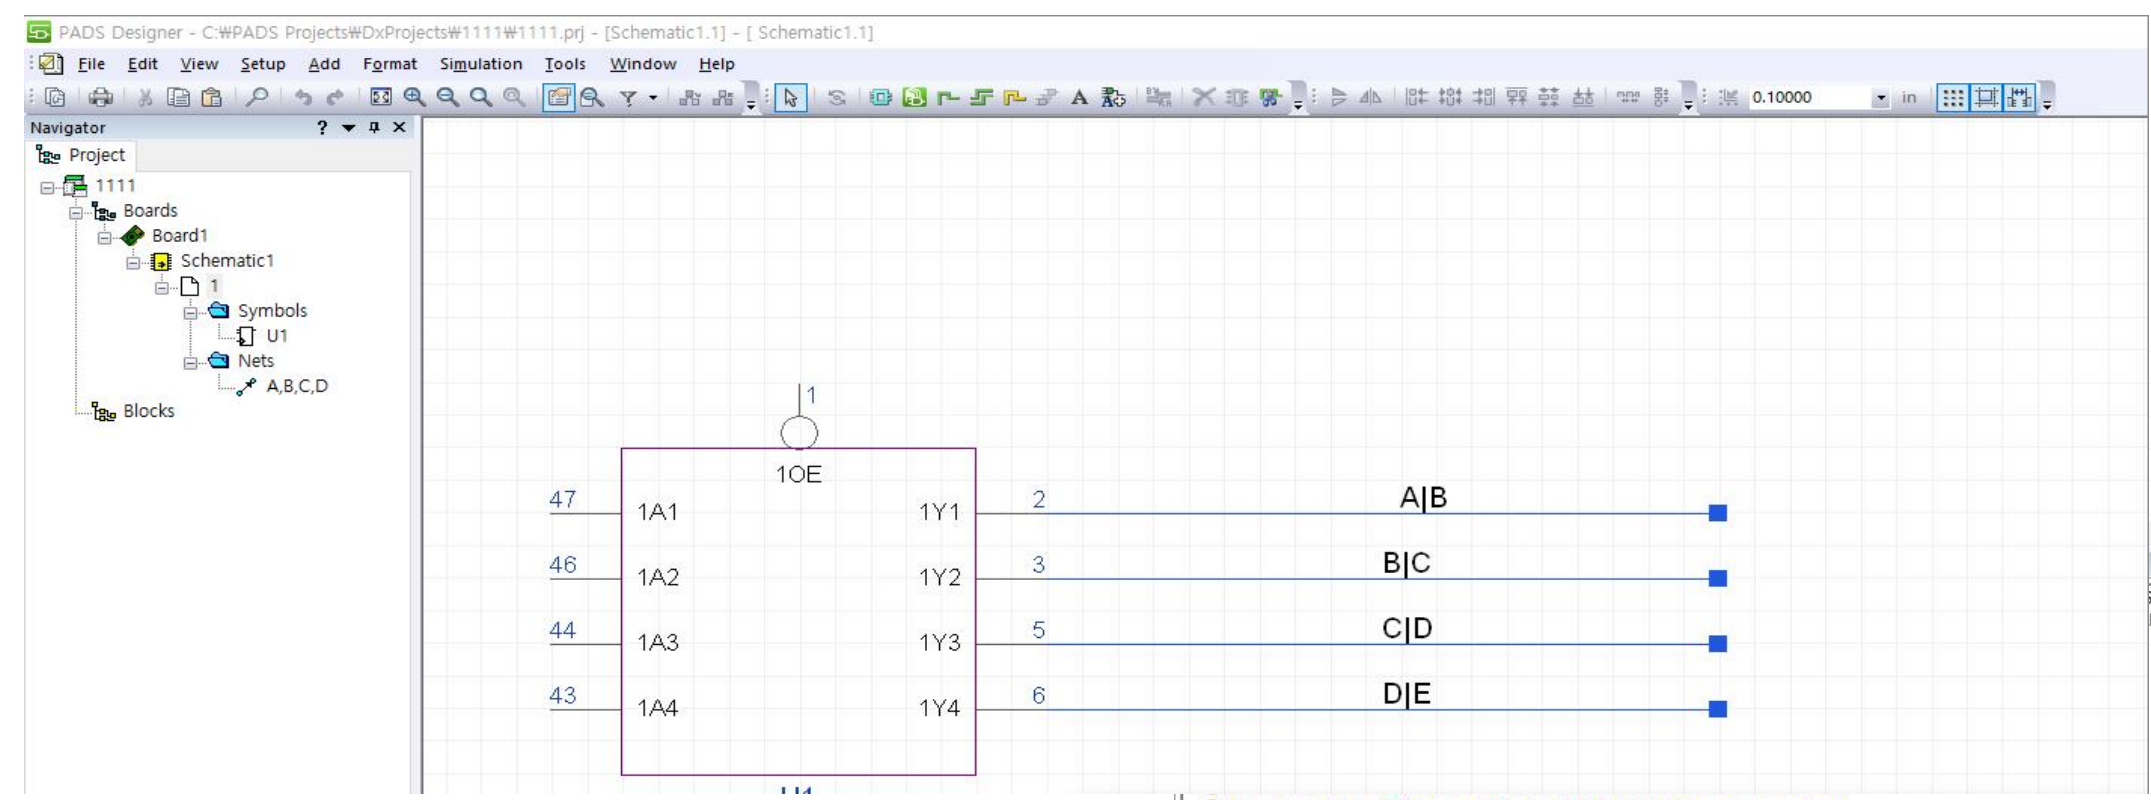 PADS Designer - C:₩PADS Projects₩DxProjects₩1111₩1111.prj - [Schematic1.1] - [ Schematic1.1]
File Edit View Setup Add Format Simulation Tools Window Help
A 0.10000 in
Navigator ? ×
Project
1111
Boards
Board1
Schematic1
1
Symbols
U1
Nets
A,B,C,D
Blocks
1
1OE
47 1A1 1Y1 2 A|B
46 1A2 1Y2 3 B|C
44 1A3 1Y3 5 C|D
43 1A4 1Y4 6 D|E
U1